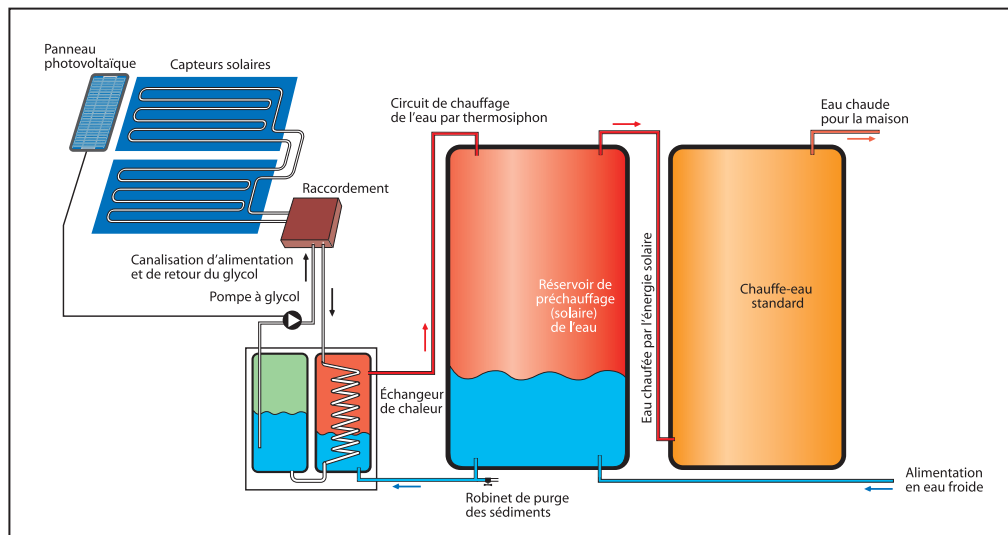 Panneau
photovoltaïque
Capteurs solaires
Circuit de chauffage
de l'eau par thermosiphon
Eau chaude
pour la maison
Raccordement
Canalisation d'alimentation
et de retour du glycol
Pompe à glycol
Réservoir de
préchauffage
(solaire)
de l'eau
Eau chaufée par l'énergie solaire
Chauffe-eau
standard
Échangeur
de chaleur
Robinet de purge
des sédiments
Alimentation
en eau froide